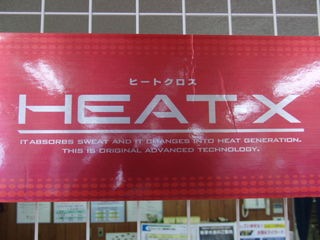 ヒートクロス
HEAT X
IT ABSORBS SWEAT AND IT CHANGES INTO HEAT GENERATION.
THIS IS ORIGINAL ADVANCED TECHNOLOGY.